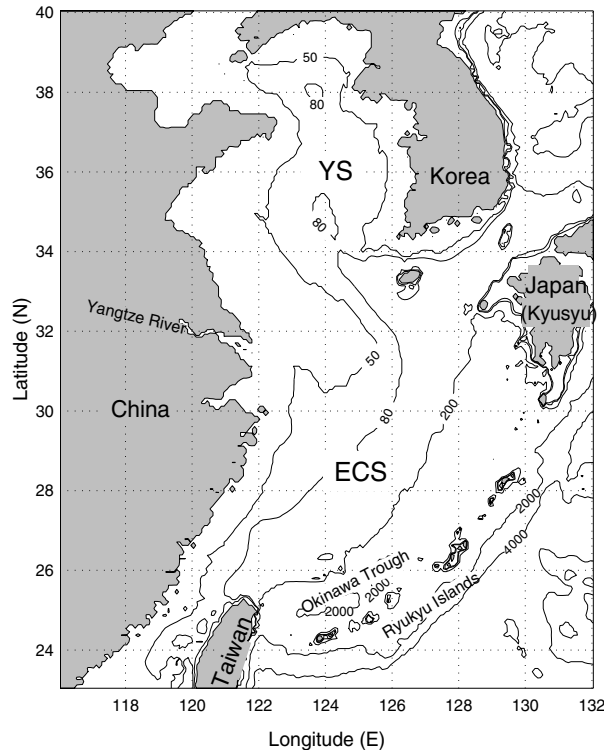 40
38
36
34
32
30
28
26
24
Latitude (N)
50
80
YS
Korea
80
Japan
(Kyusyu)
Yangtze River
50
China
80
200
ECS
2000
4000
Okinawa Trough
2000
2000
Ryukyu Islands
Taiwan
118
120
122
124
126
128
130
132
Longitude (E)